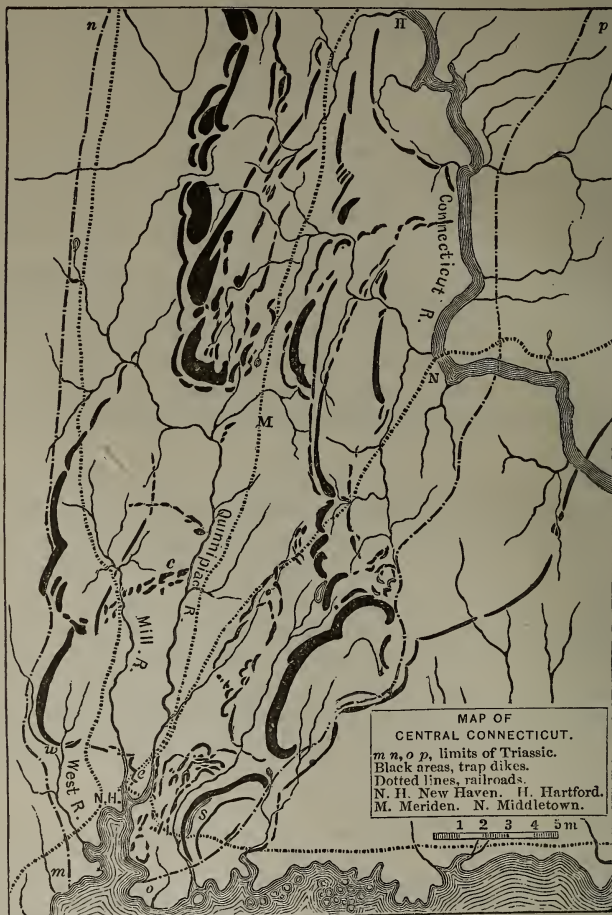 n
H
p
Connecticut R.
N
M
Quinnipiac R.
c
Mill R.
w
West R.
c
N.H.
S
m
o
MAP OF
CENTRAL CONNECTICUT.
m n, o p, limits of Triassic.
Black areas, trap dikes.
Dotted lines, railroads.
N. H. New Haven. H. Hartford.
M. Meriden. N. Middletown.
1 2 3 4 5m